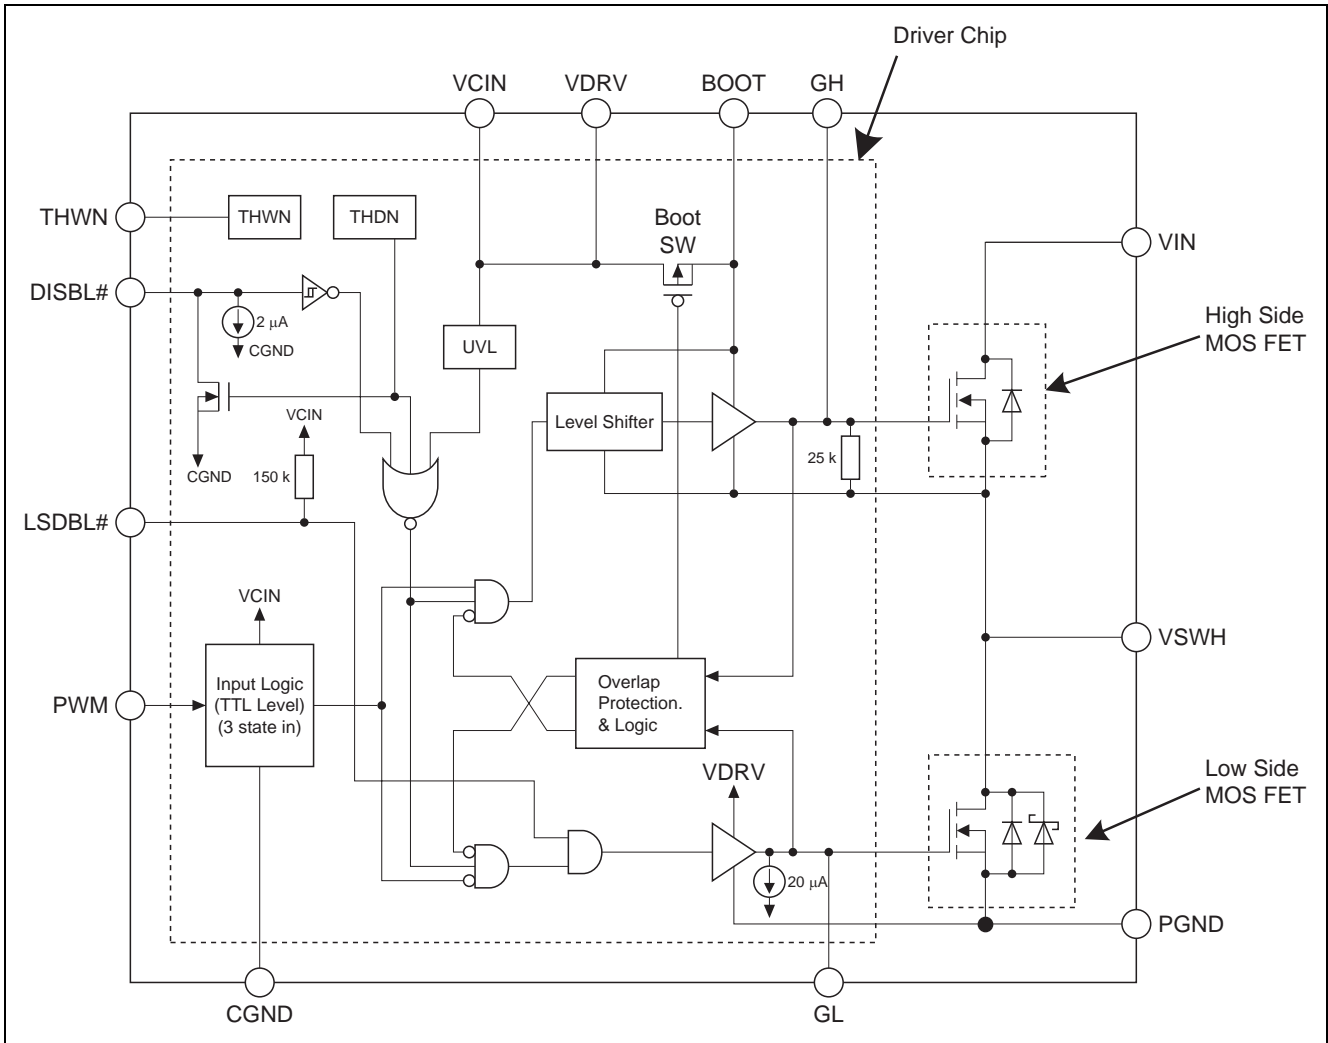 Driver Chip
VCIN
VDRV
BOOT
GH
THWN
THWN
THDN
Boot
SW
VIN
DISBL#
2 μA
CGND
UVL
High Side
MOS FET
VCIN
Level Shifter
CGND
150 k
25 k
LSDBL#
VCIN
VSWH
Input Logic
(TTL Level)
(3 state in)
PWM
Overlap
Protection.
& Logic
VDRV
Low Side
MOS FET
20 μA
PGND
CGND
GL